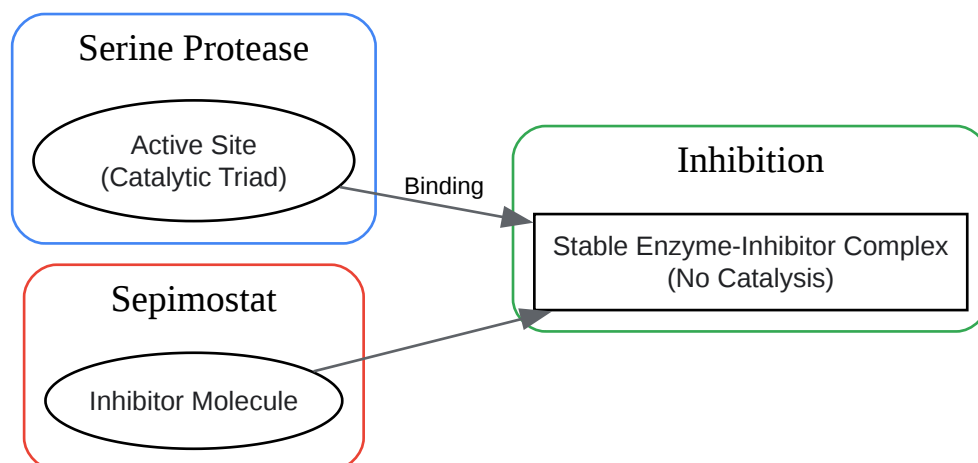 Serine Protease
Active Site
(Catalytic Triad)
Binding
Inhibition
Stable Enzyme-Inhibitor Complex
(No Catalysis)
Sepimostat
Inhibitor Molecule